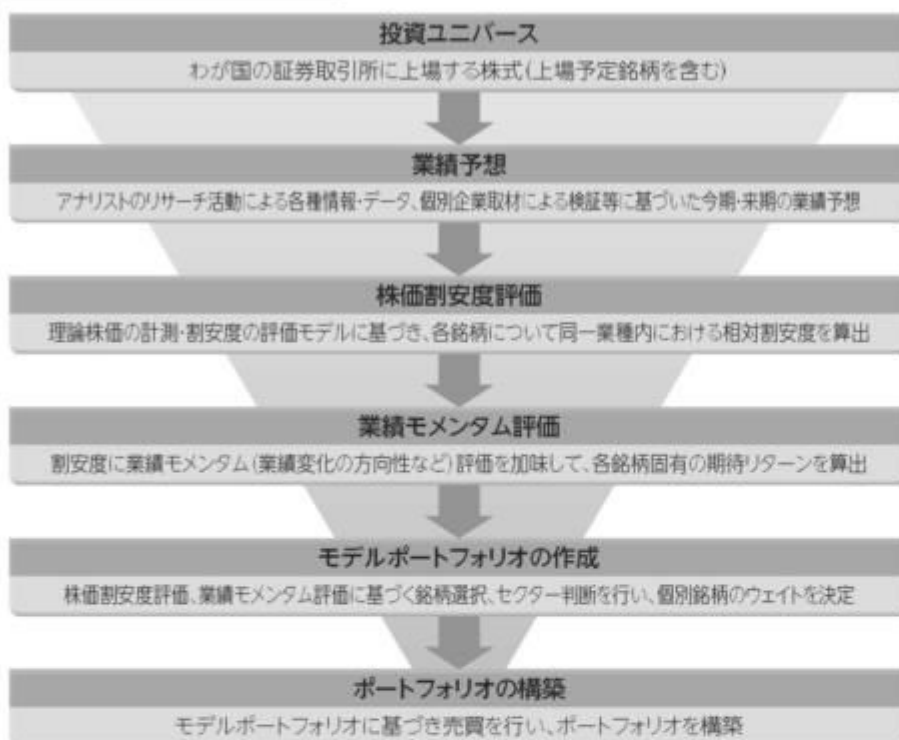 投資ユニバース
わが国の証券取引所に上場する株式(上場予定銘柄を含む)
業績予想
アナリストのリサーチ活動による各種情報・データ、個別企業取材による検証等に基づいた今期・来期の業績予想
株価割安度評価
理論株価の計測・割安度の評価モデルに基づき、各銘柄について同一業種内における相対割安度を算出
業績モメンタム評価
割安度に業績モメンタム(業績変化の方向性など)評価を加味して、各銘柄固有の期待リターンを算出
モデルポートフォリオの作成
株価割安度評価、業績モメンタム評価に基づく銘柄選択、セクター判断を行い、個別銘柄のウェイトを決定
ポートフォリオの構築
モデルポートフォリオに基づき売買を行い、ポートフォリオを構築